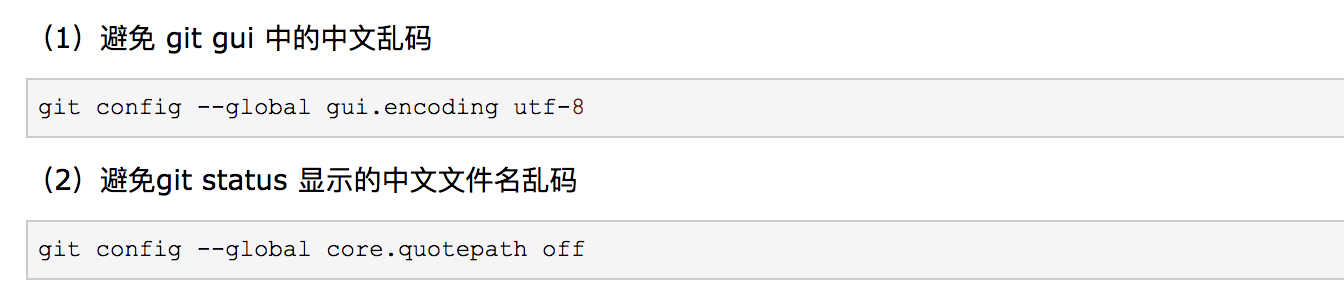 （1）避免 git gui 中的中文乱码
git config --global gui.encoding utf-8
（2）避免git status 显示的中文文件名乱码
git config --global core.quotepath off